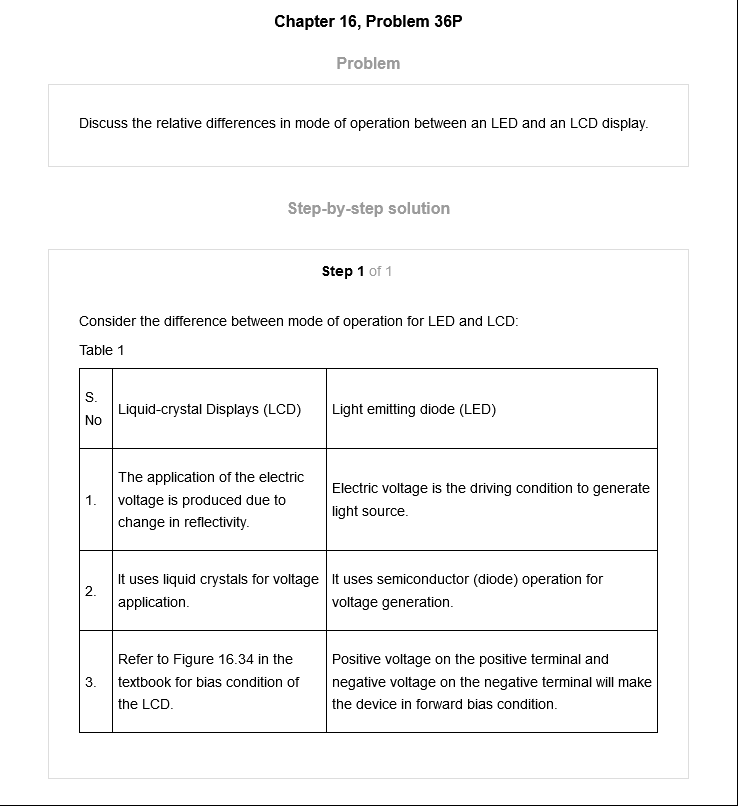 Chapter 16, Problem 36P
Problem
Discuss the relative differences in mode of operation between an LED and an LCD display.
Step-by-step solution
Step 1 of 1
Consider the difference between mode of operation for LED and LCD:
Table 1
S.
No
Liquid-crystal Displays (LCD)
Light emitting diode (LED)
1.
The application of the electric
voltage is produced due to
change in reflectivity.
Electric voltage is the driving condition to generate
light source.
2.
It uses liquid crystals for voltage
application.
It uses semiconductor (diode) operation for
voltage generation.
3.
Refer to Figure 16.34 in the
textbook for bias condition of
the LCD.
Positive voltage on the positive terminal and
negative voltage on the negative terminal will make
the device in forward bias condition.